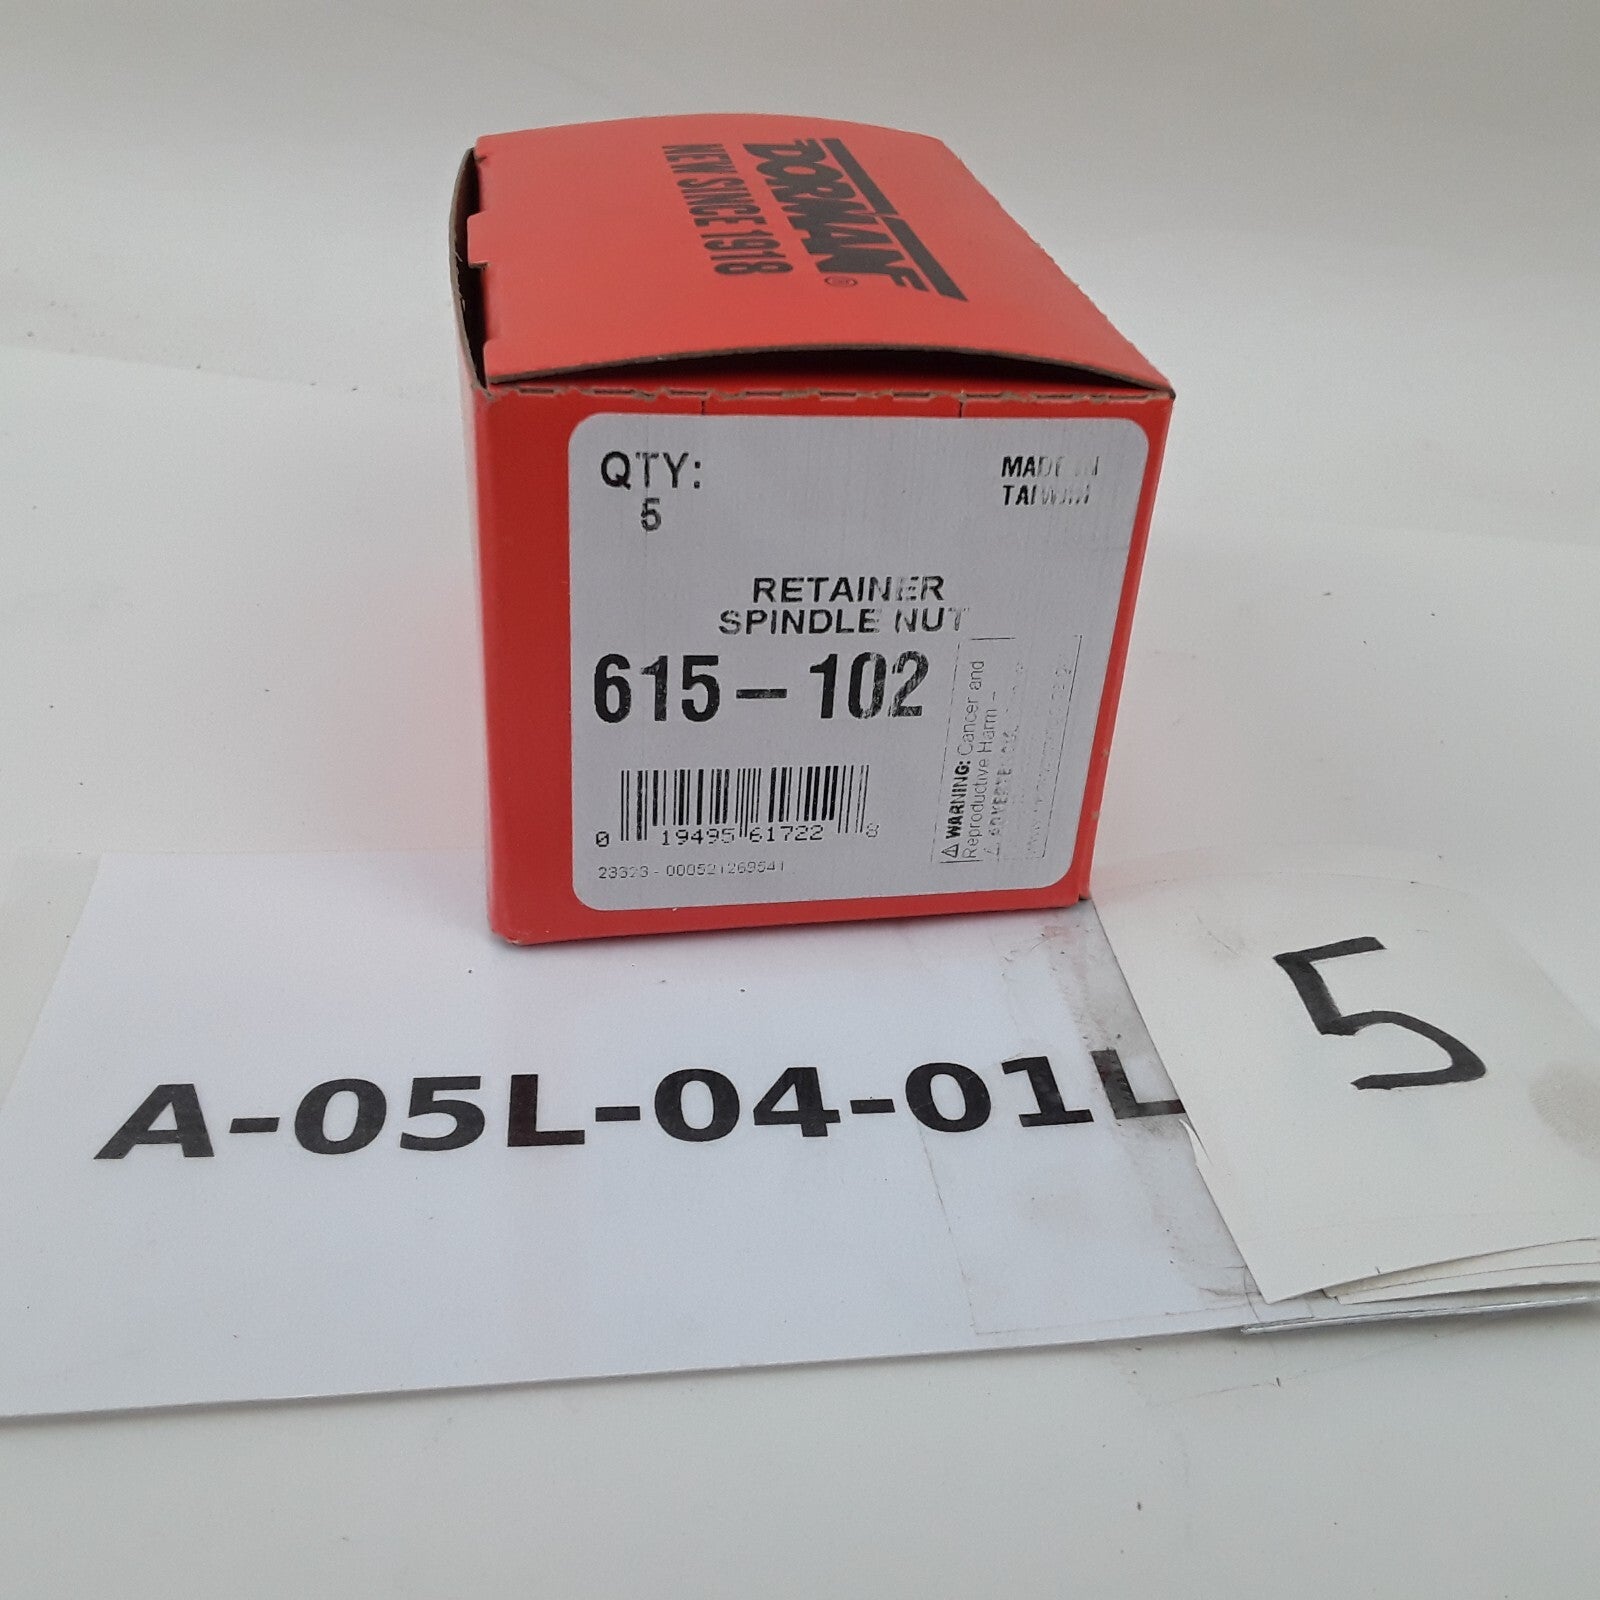 DORMAN®
NEW SINCE 1918
QTY:
5
MADE IN
TAIWAN
RETAINER
SPINDLE NUT
615-102
⚠ WARNING: Cancer and
Reproductive Harm -
0 19495 61722 8
A-05L-04-01L
5